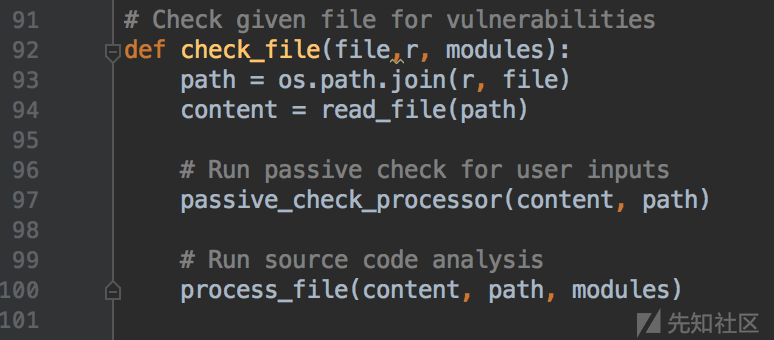 91 # Check given file for vulnerabilities
92 def check_file(file,r, modules):
93     path = os.path.join(r, file)
94     content = read_file(path)
95
96     # Run passive check for user inputs
97     passive_check_processor(content, path)
98
99     # Run source code analysis
100     process_file(content, path, modules)
101
先知社区